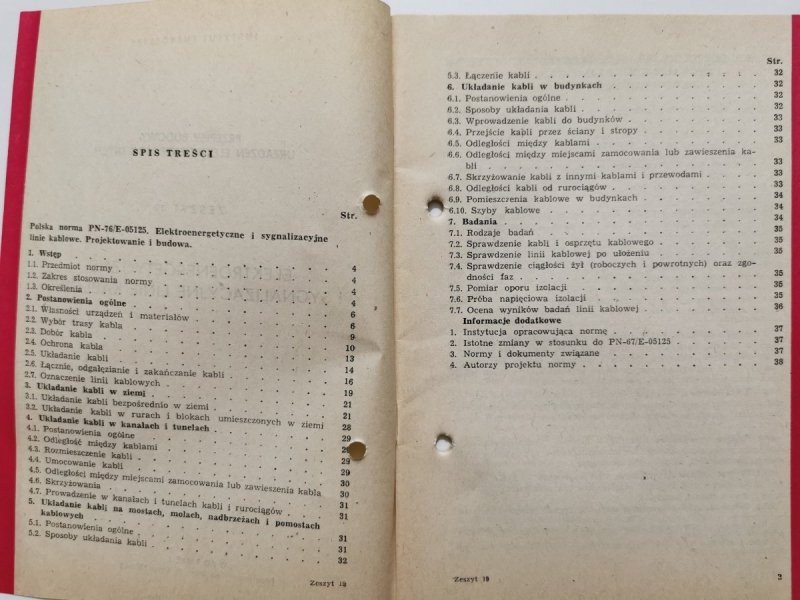 SPIS TREŚCI
Str.
Polska norma PN-76/E-05125. Elektroenergetyczne i sygnalizacyjne
linie kablowe. Projektowanie i budowa.
1. Wstęp
1.1. Przedmiot normy 4
1.2. Zakres stosowania normy 4
1.3. Określenia 4
2. Postanowienia ogólne 4
2.1. Własności urządzeń i materiałów 6
2.2. Wybór trasy kabla 6
2.3. Dobór kabla 9
2.4. Ochrona kabla 10
2.5. Układanie kabli 13
2.6. Łącznie, odgałęzianie i zakańczanie kabli 14
2.7. Oznaczenie linii kablowych 16
3. Układanie kabli w ziemi 19
3.1. Układanie kabli bezpośrednio w ziemi 21
3.2. Układanie kabli w rurach i blokach umieszczonych w ziemi 21
4. Układanie kabli w kanałach i tunelach 28
4.1. Postanowienia ogólne 29
4.2. Odległość między kablami 29
4.3. Rozmieszczenie kabli 29
4.4. Umocowanie kabli 29
4.5. Odległości między miejscami zamocowania lub zawieszenia kabla 30
4.6. Skrzyżowania 30
4.7. Prowadzenie w kanałach i tunelach kabli i rurociągów 31
5. Układanie kabli na mostach, molach, nadbrzeżach i pomostach
kablowych 31
5.1. Postanowienia ogólne 31
5.2. Sposoby układania kabli 32
Zeszyt 19
Str.
5.3. Łączenie kabli 32
6. Układanie kabli w budynkach 32
6.1. Postanowienia ogólne 32
6.2. Sposoby układania kabli 32
6.3. Wprowadzenie kabli do budynków 33
6.4. Przejście kabli przez ściany i stropy 33
6.5. Odległości między kablami 33
6.6. Odległości między miejscami zamocowania lub zawieszenia ka-
bli 33
6.7. Skrzyżowanie kabli z innymi kablami i przewodami 33
6.8. Odległości kabli od rurociągów 33
6.9. Pomieszczenia kablowe w budynkach 34
6.10. Szyby kablowe 34
7. Badania 34
7.1. Rodzaje badań 35
7.2. Sprawdzenie kabli i osprzętu kablowego 35
7.3. Sprawdzenie linii kablowej po ułożeniu 35
7.4. Sprawdzenie ciągłości żył (roboczych i powrotnych) oraz zgo-
dności faz 35
7.5. Pomiar oporu izolacji 35
7.6. Próba napięciowa izolacji 35
7.7. Ocena wyników badań linii kablowej 36
Informacje dodatkowe
1. Instytucja opracowująca normę 37
2. Istotne zmiany w stosunku do PN-67/E-05125 37
3. Normy i dokumenty związane 37
4. Autorzy projektu normy 38
Zeszyt 19 3